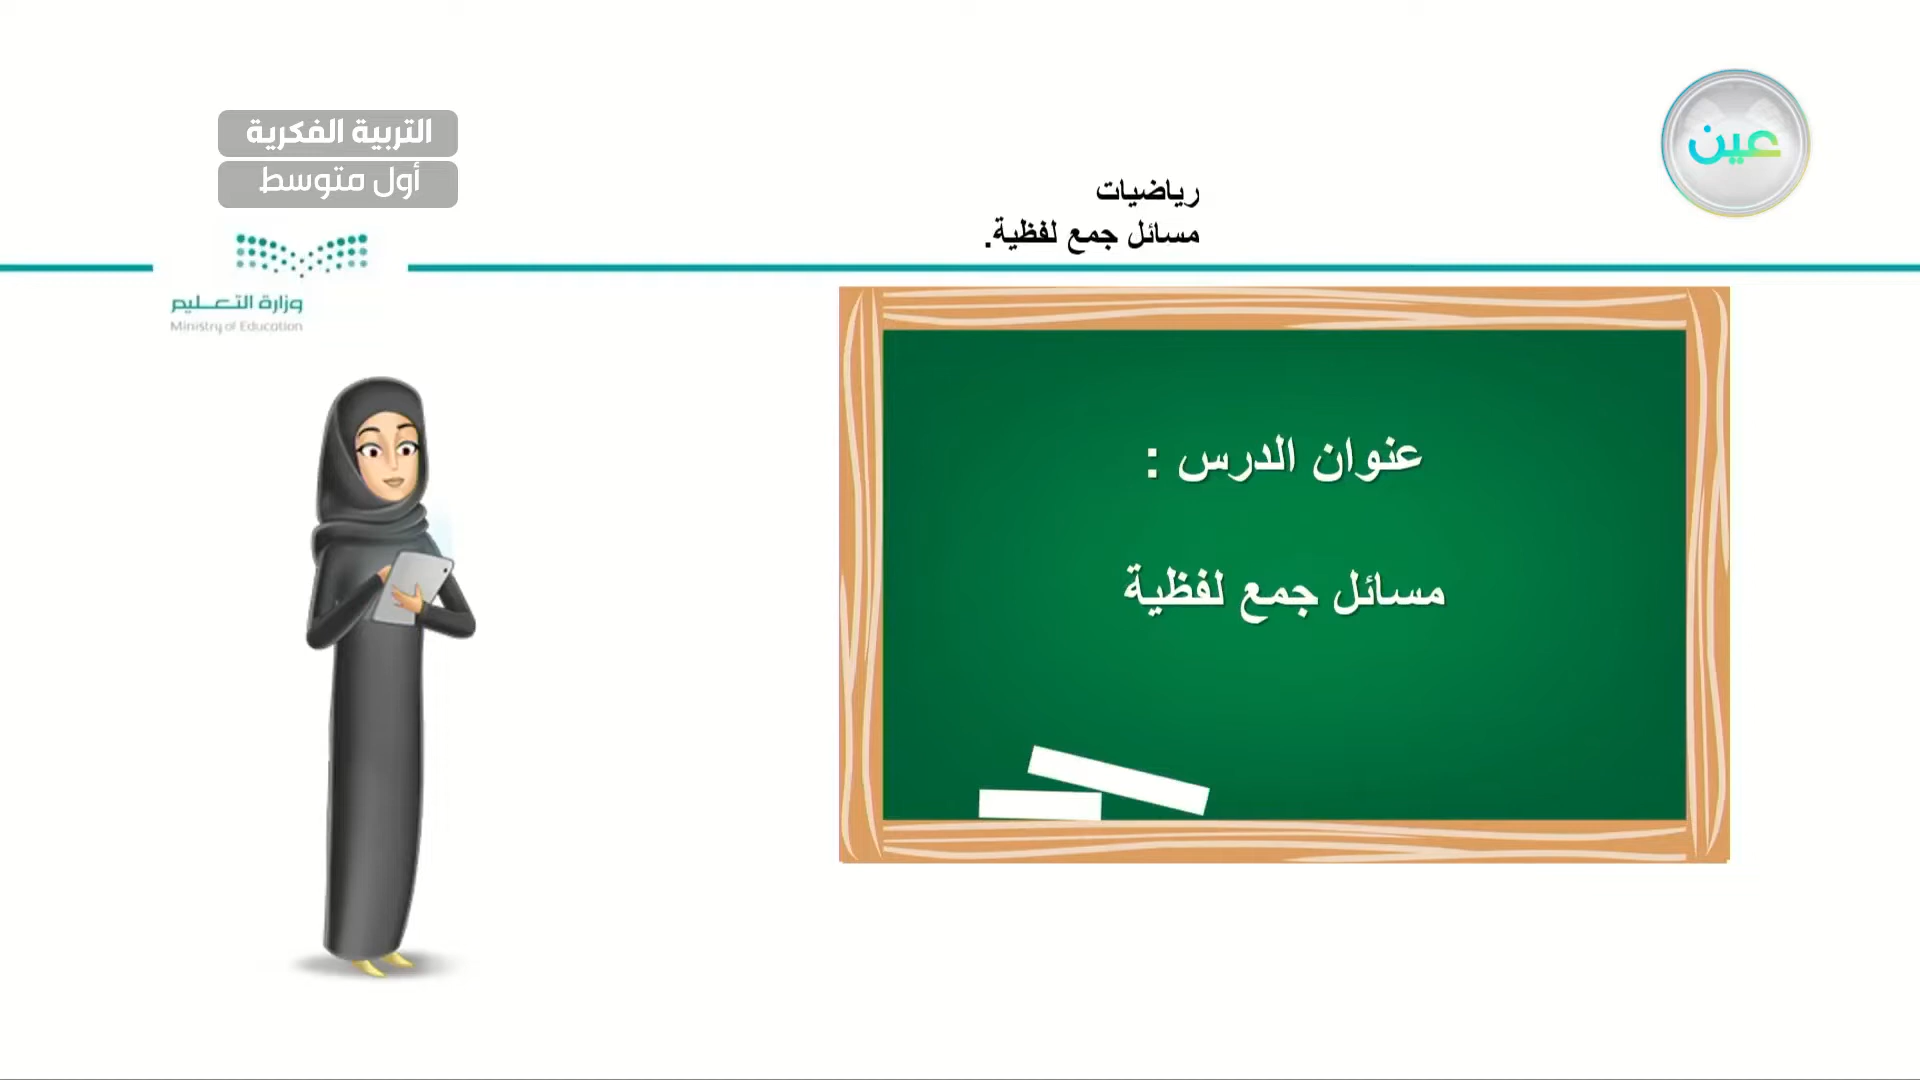 التربية الفكرية
أول متوسط
عين
رياضيات
مسائل جمع لفظية.
وزارة التعليم
Ministry of Education
عنوان الدرس :
مسائل جمع لفظية